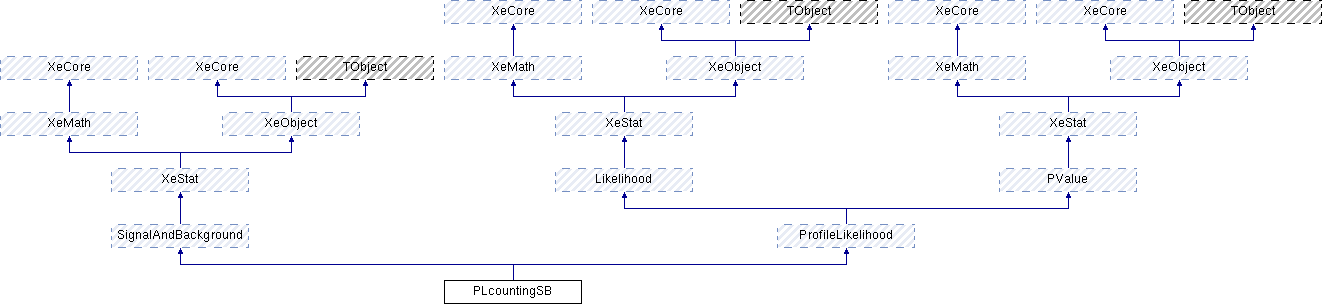 XeCore XeCore TObject XeCore XeCore TObject
XeCore XeCore TObject XeMath XeObject XeMath XeObject
XeMath XeObject XeStat XeStat
XeStat Likelihood PValue
SignalAndBackground ProfileLikelihood
PLcountingSB